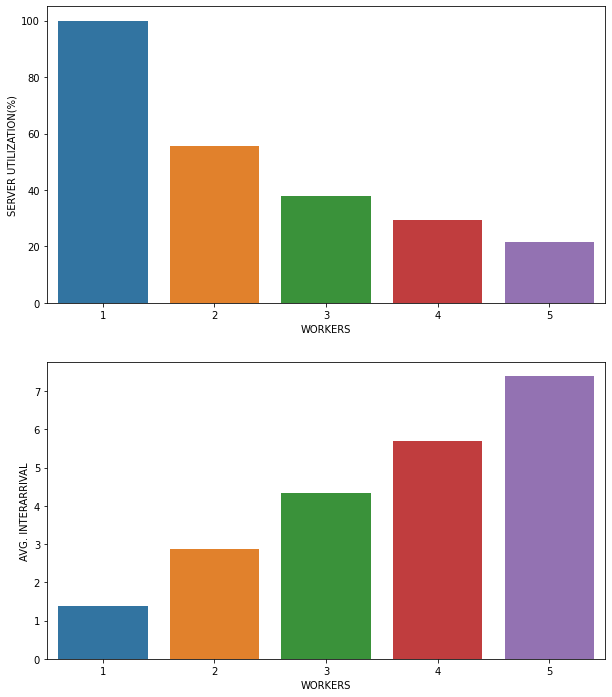 SERVER UTILIZATION(%)
100
80
60
40
20
0
1 2 3 4 5
WORKERS
AVG. INTERARRIVAL
7
6
5
4
3
2
1
0
1 2 3 4 5
WORKERS